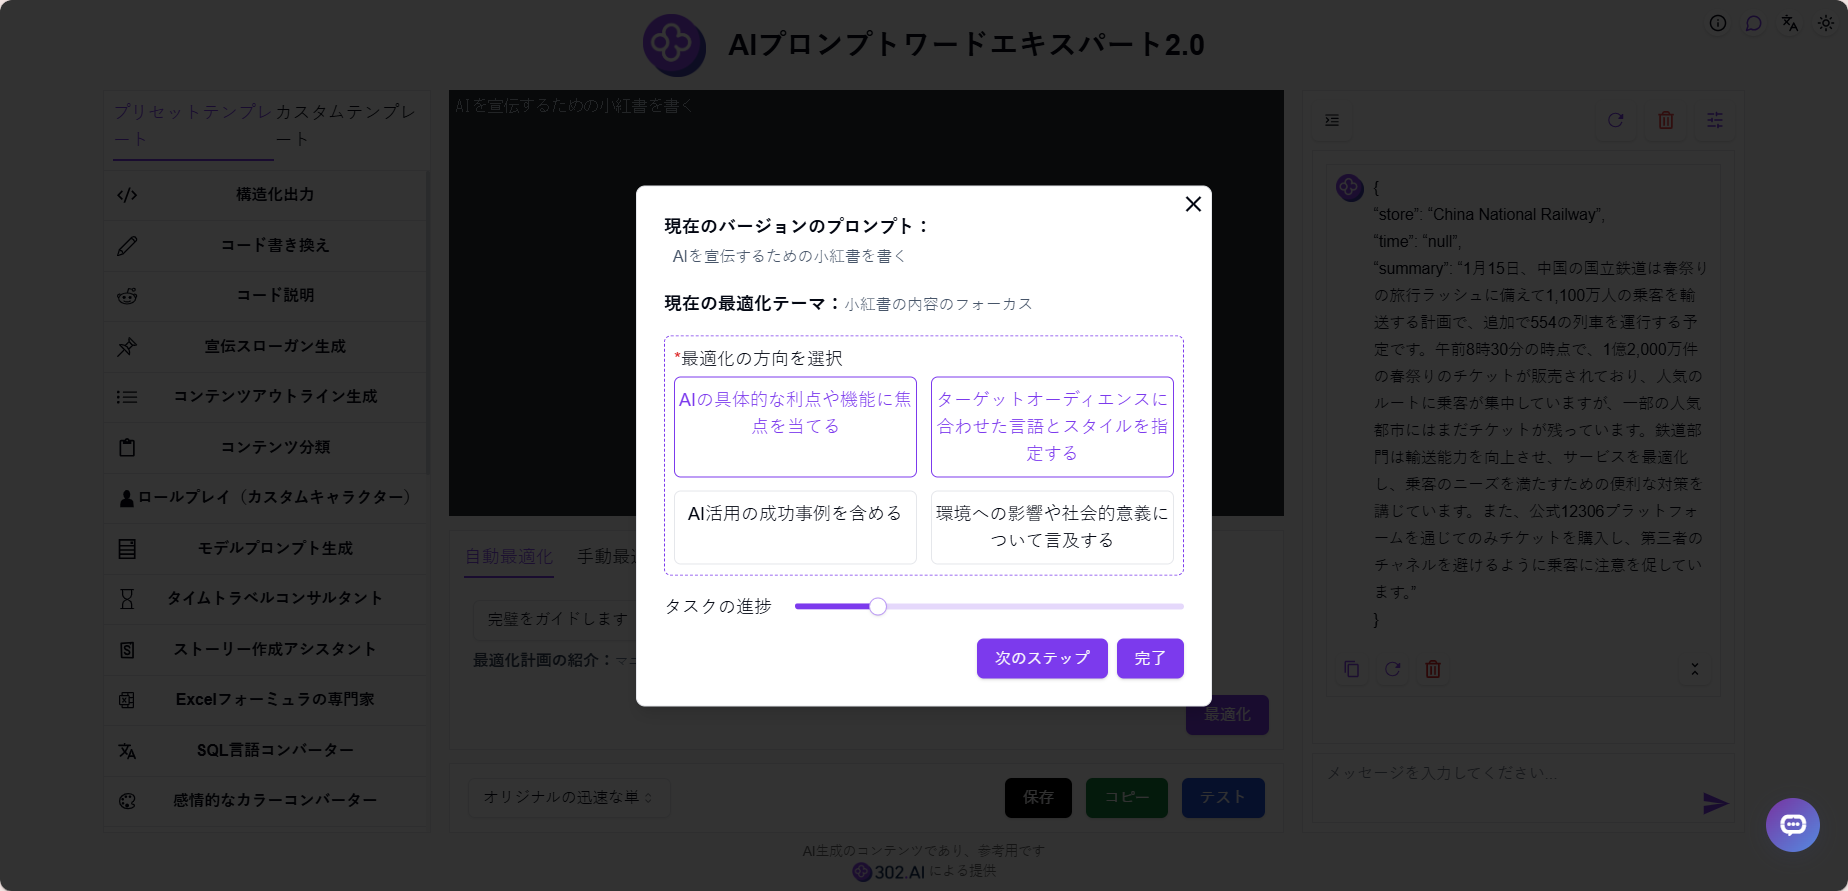 AIプロンプトワードエキスパート2.0
プリセットテンプレ
ート
カスタムテンプレ
ート
構造化出力
コード書き換え
コード説明
宣伝スローガン生成
コンテンツアウトライン生成
コンテンツ分類
ロールプレイ（カスタムキャラクター）
モデルプロンプト生成
タイムトラベルコンサルタント
ストーリー作成アシスタント
Excelフォーミュラの専門家
SQL言語コンバーター
感情的なカラーコンバーター
AIを宣伝するための小紅書を書く
自動最適化
手動最
完璧をガイドします
最適化計画の紹介：
最適化
オリジナルの迅速な単
保存
コピー
テスト
現在のバージョンのプロンプト：
AIを宣伝するための小紅書を書く
現在の最適化テーマ：小紅書の内容のフォーカス
*最適化の方向を選択
AIの具体的な利点や機能に焦
点を当てる
ターゲットオーディエンスに
合わせた言語とスタイルを指
定する
AI活用の成功事例を含める
環境への影響や社会的意義に
ついて言及する
タスクの進捗
次のステップ
完了
{
“store”: “China National Railway”,
“time”: “null”,
“summary”: “1月15日、中国の国立鉄道は春祭り
の旅行ラッシュに備えて1,100万人の乗客を輸
送する計画で、追加で554の列車を運行する予
定です。午前8時30分の時点で、1億2,000万件
の春祭りのチケットが販売されており、人気の
ルートに乗客が集中していますが、一部の人気
都市にはまだチケットが残っています。鉄道部
門は輸送能力を向上させ、サービスを最適化
し、乗客のニーズを満たすための便利な対策を
講じています。また、公式12306プラットフォ
ームを通じてのみチケットを購入し、第三者の
チャネルを避けるように乗客に注意を促してい
ます。”
}
メッセージを入力してください...
AI生成のコンテンツであり、参考用です
302.AI による提供